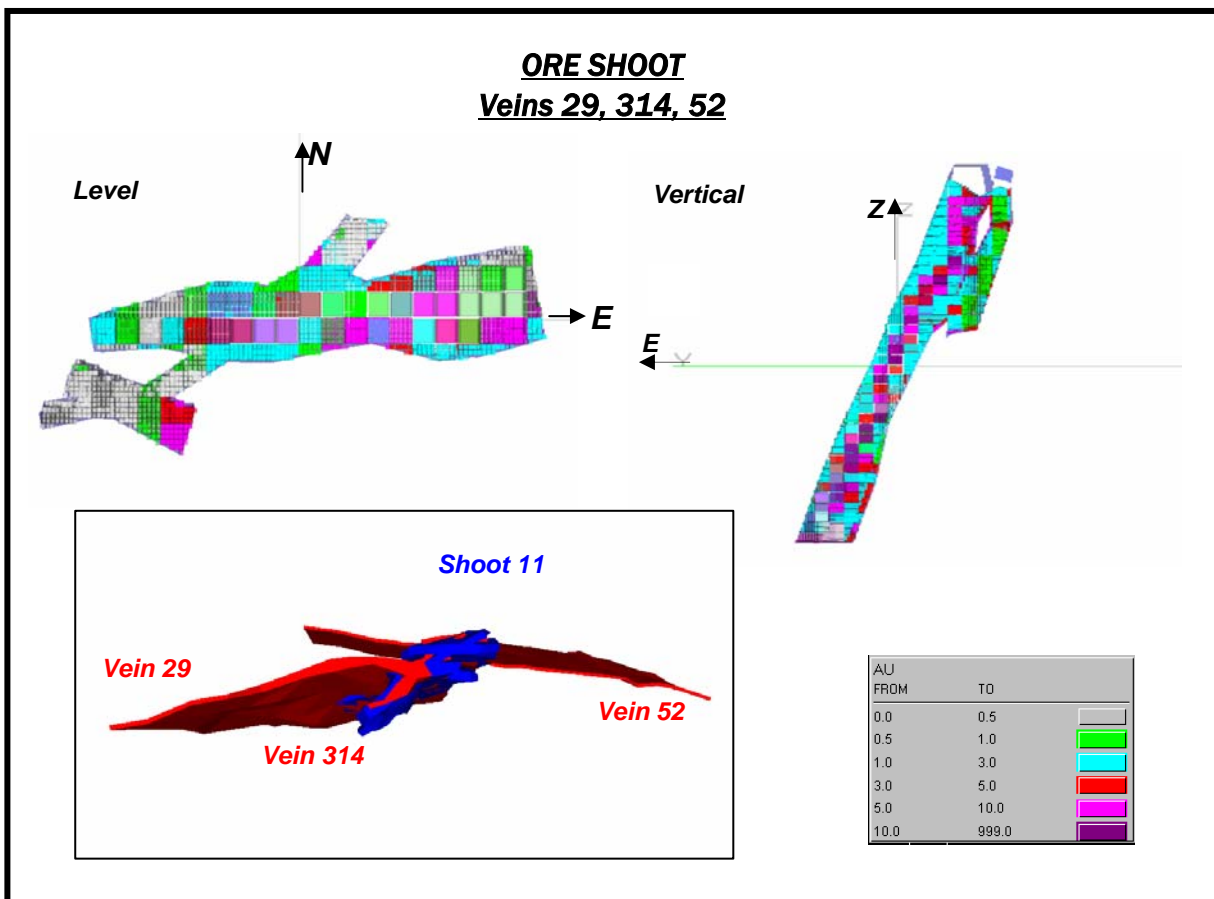 ORE SHOOT
Veins 29, 314, 52
N
Level
E
Vertical
Z
Z
E
Y
Shoot 11
Vein 29
Vein 52
Vein 314
AU
FROM TO
0.0 0.5
0.5 1.0
1.0 3.0
3.0 5.0
5.0 10.0
10.0 999.0